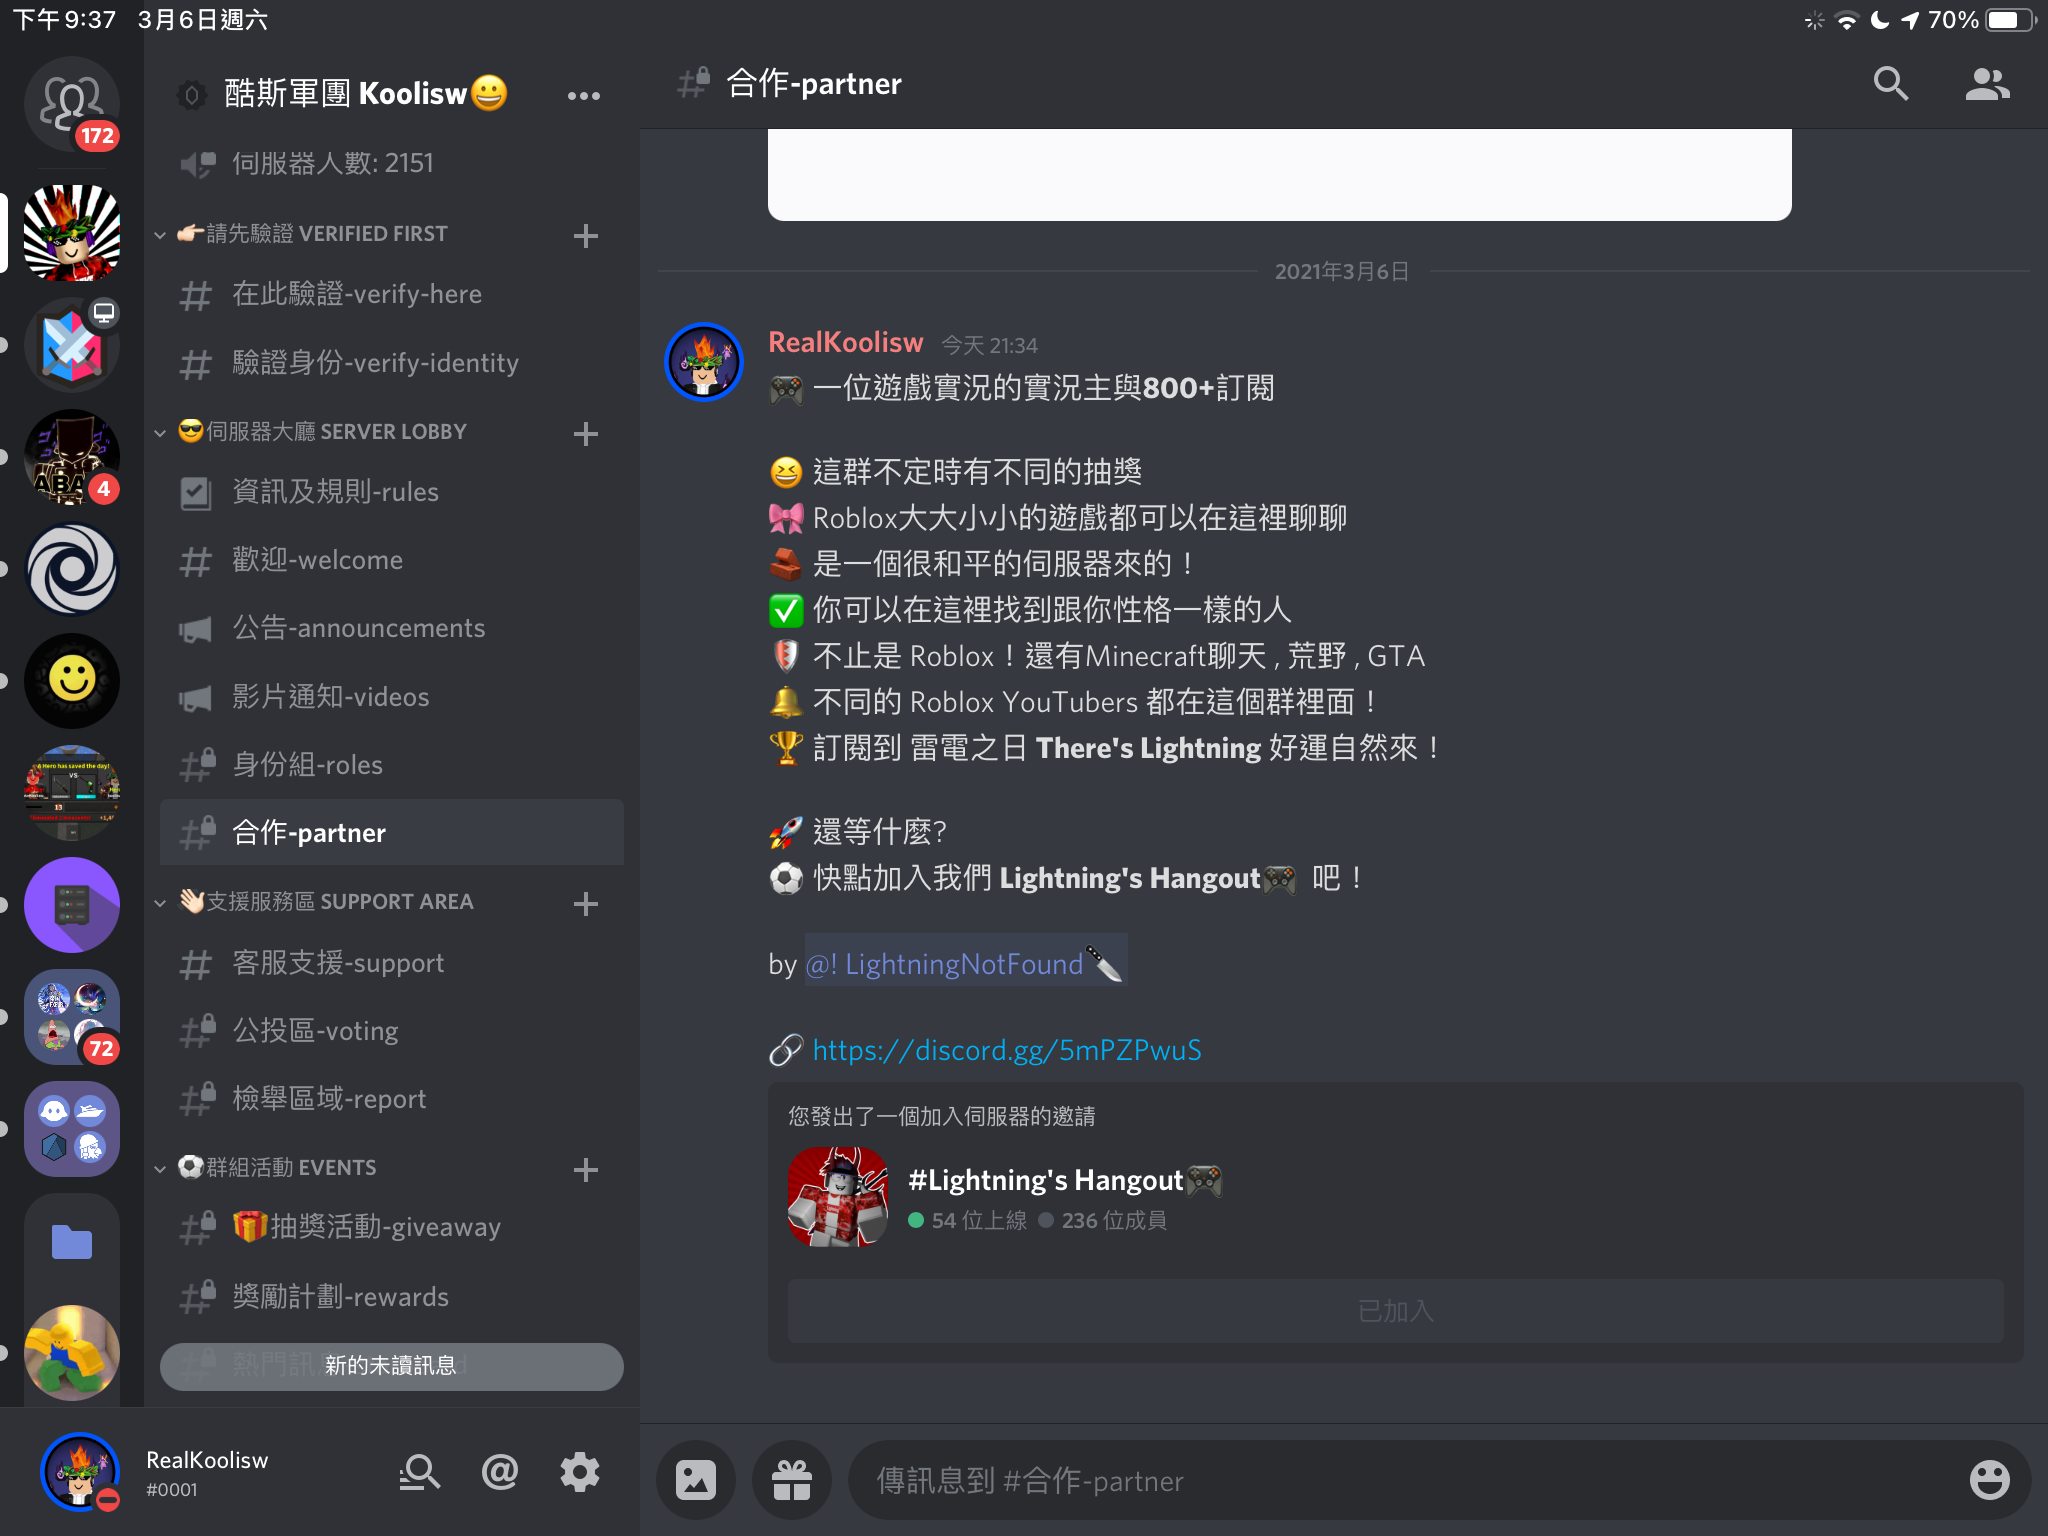 下午9:37 3月6日週六
70%
172
4
72
酷斯軍團 Koolisw😀
伺服器人數: 2151
👉🏻請先驗證 VERIFIED FIRST
在此驗證-verify-here
驗證身份-verify-identity
😎伺服器大廳 SERVER LOBBY
資訊及規則-rules
歡迎-welcome
公告-announcements
影片通知-videos
身份組-roles
合作-partner
👋🏻支援服務區 SUPPORT AREA
客服支援-support
公投區-voting
檢舉區域-report
⚽群組活動 EVENTS
🎁抽獎活動-giveaway
獎勵計劃-rewards
新的未讀訊息
RealKoolisw
#0001
合作-partner
2021年3月6日
RealKoolisw 今天 21:34
🎮 一位遊戲實況的實況主與800+訂閱
😆 這群不定時有不同的抽獎
🎀 Roblox大大小小的遊戲都可以在這裡聊聊
🧱 是一個很和平的伺服器來的！
✅ 你可以在這裡找到跟你性格一樣的人
🛡 不止是 Roblox！還有Minecraft聊天 , 荒野 , GTA
🔔 不同的 Roblox YouTubers 都在這個群裡面！
🏆 訂閱到 雷電之日 There's Lightning 好運自然來！
🚀 還等什麼?
⚽ 快點加入我們 Lightning's Hangout🎮 吧！
by @! LightningNotFound🔪
🔗 https://discord.gg/5mPZPwuS
您發出了一個加入伺服器的邀請
#Lightning's Hangout🎮
54 位上線 236 位成員
已加入
傳訊息到 #合作-partner